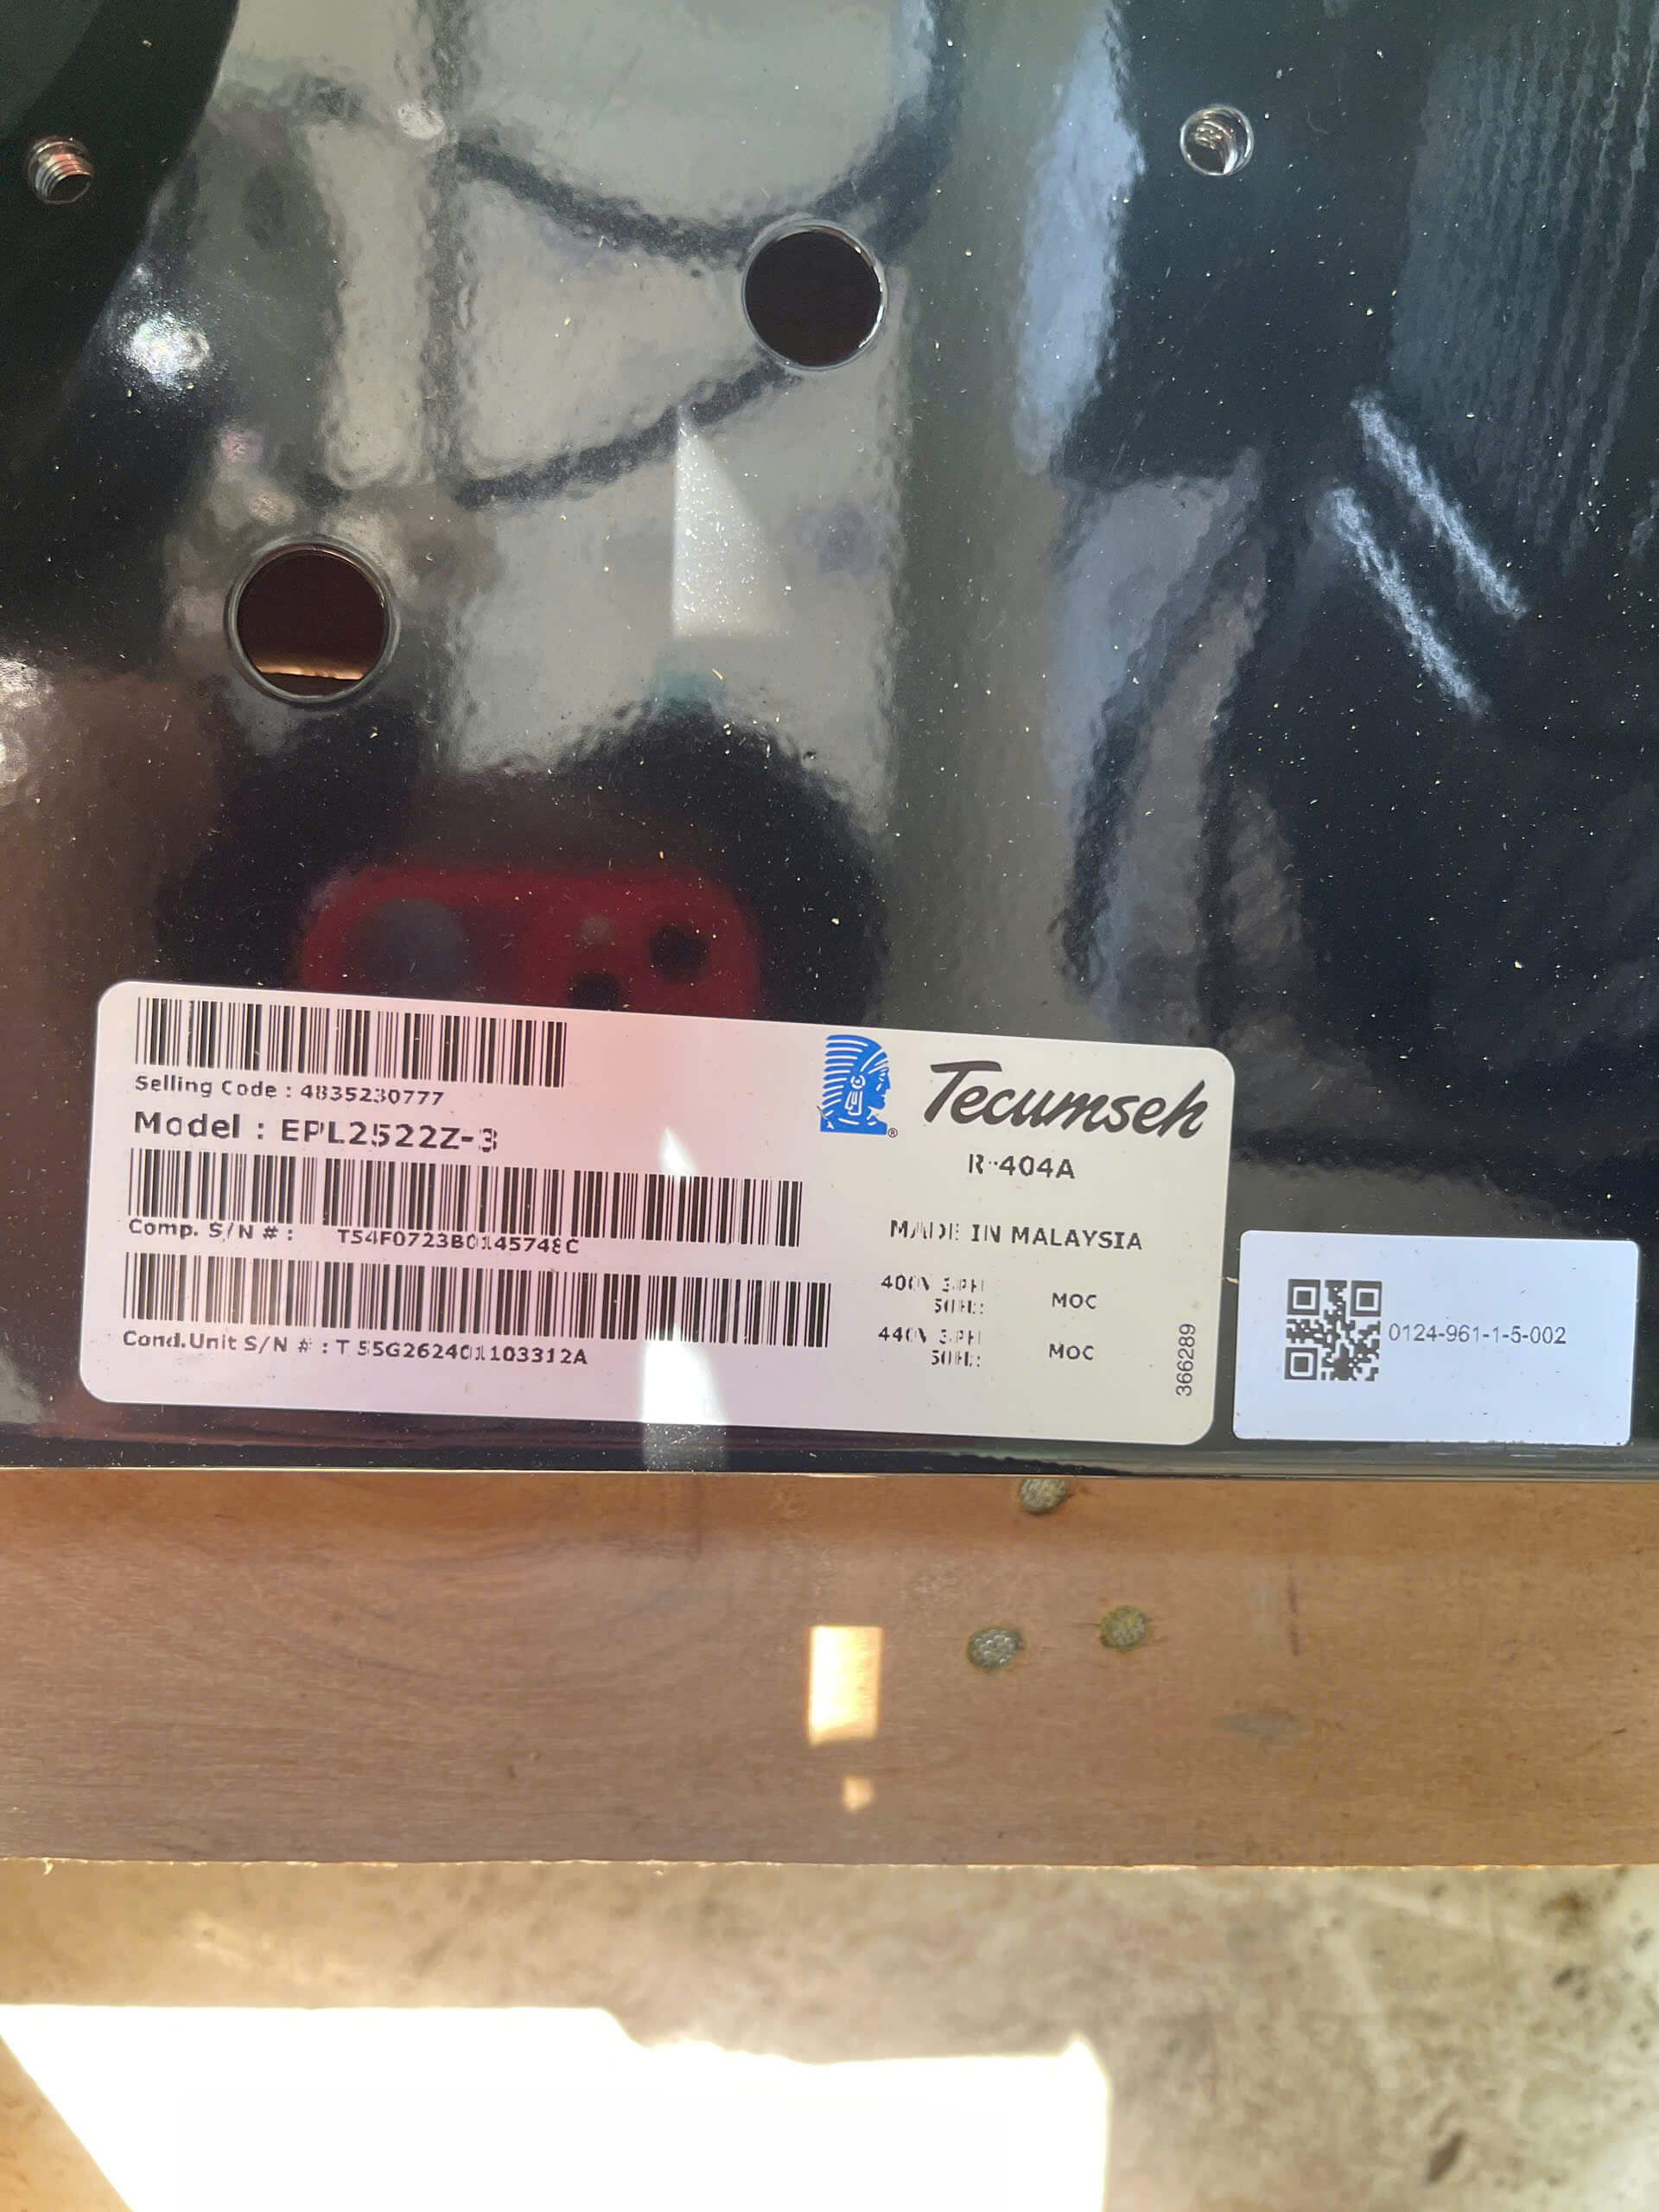 Selling Code : 4835230777
Model : EPL2522Z-3
Comp. S/N # : T54F0723B0145748C
Cond.Unit S/N # : T 55G262401103312A
Tecumseh
®
R-404A
MADE IN MALAYSIA
400V 3PH
50Hz MOC
440V 3PH
50Hz MOC
366289
0124-961-1-5-002